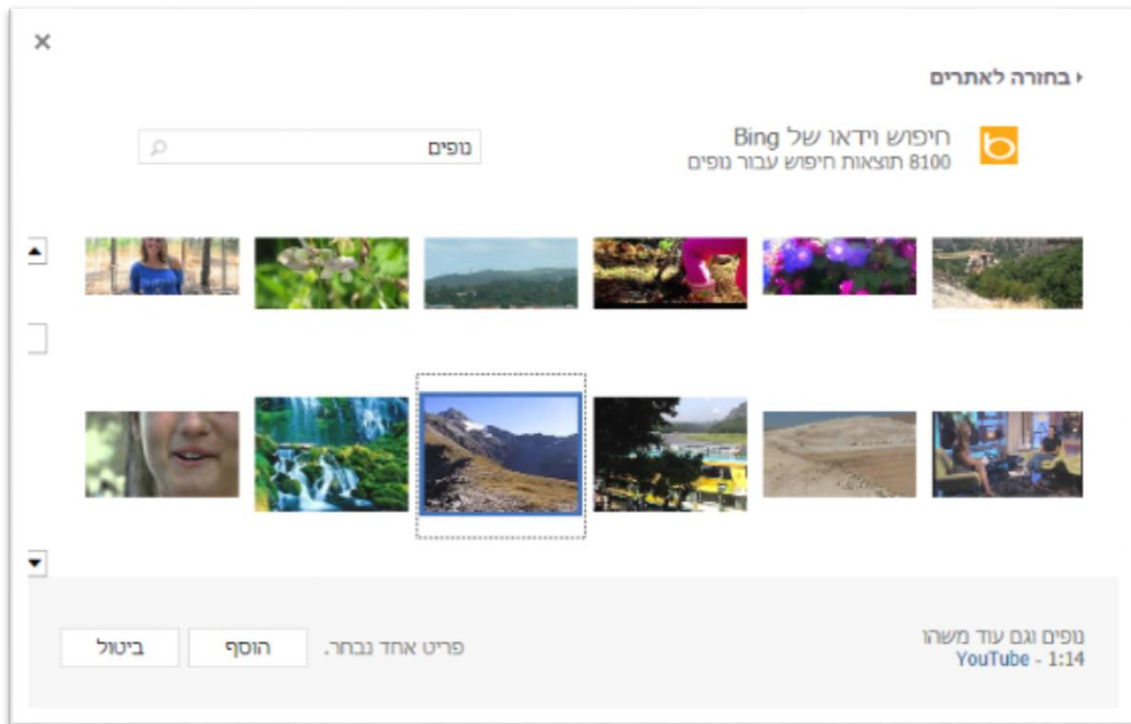 בחזרה לאתרים
חיפוש וידאו של Bing
8100 תוצאות חיפוש עבור נופים
נופים
נופים וגם עוד משהו
1:14 - YouTube
פריט אחד נבחר.
הוסף
ביטול